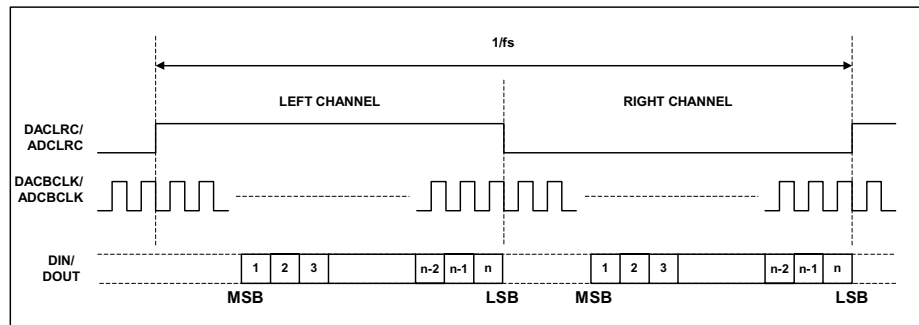 1/fs
LEFT CHANNEL RIGHT CHANNEL
DACLRC/
ADCLRC
DACBCLK/
ADCBCLK
DIN/
DOUT
1 2 3 n-2 n-1 n 1 2 3 n-2 n-1 n
MSB LSB MSB LSB